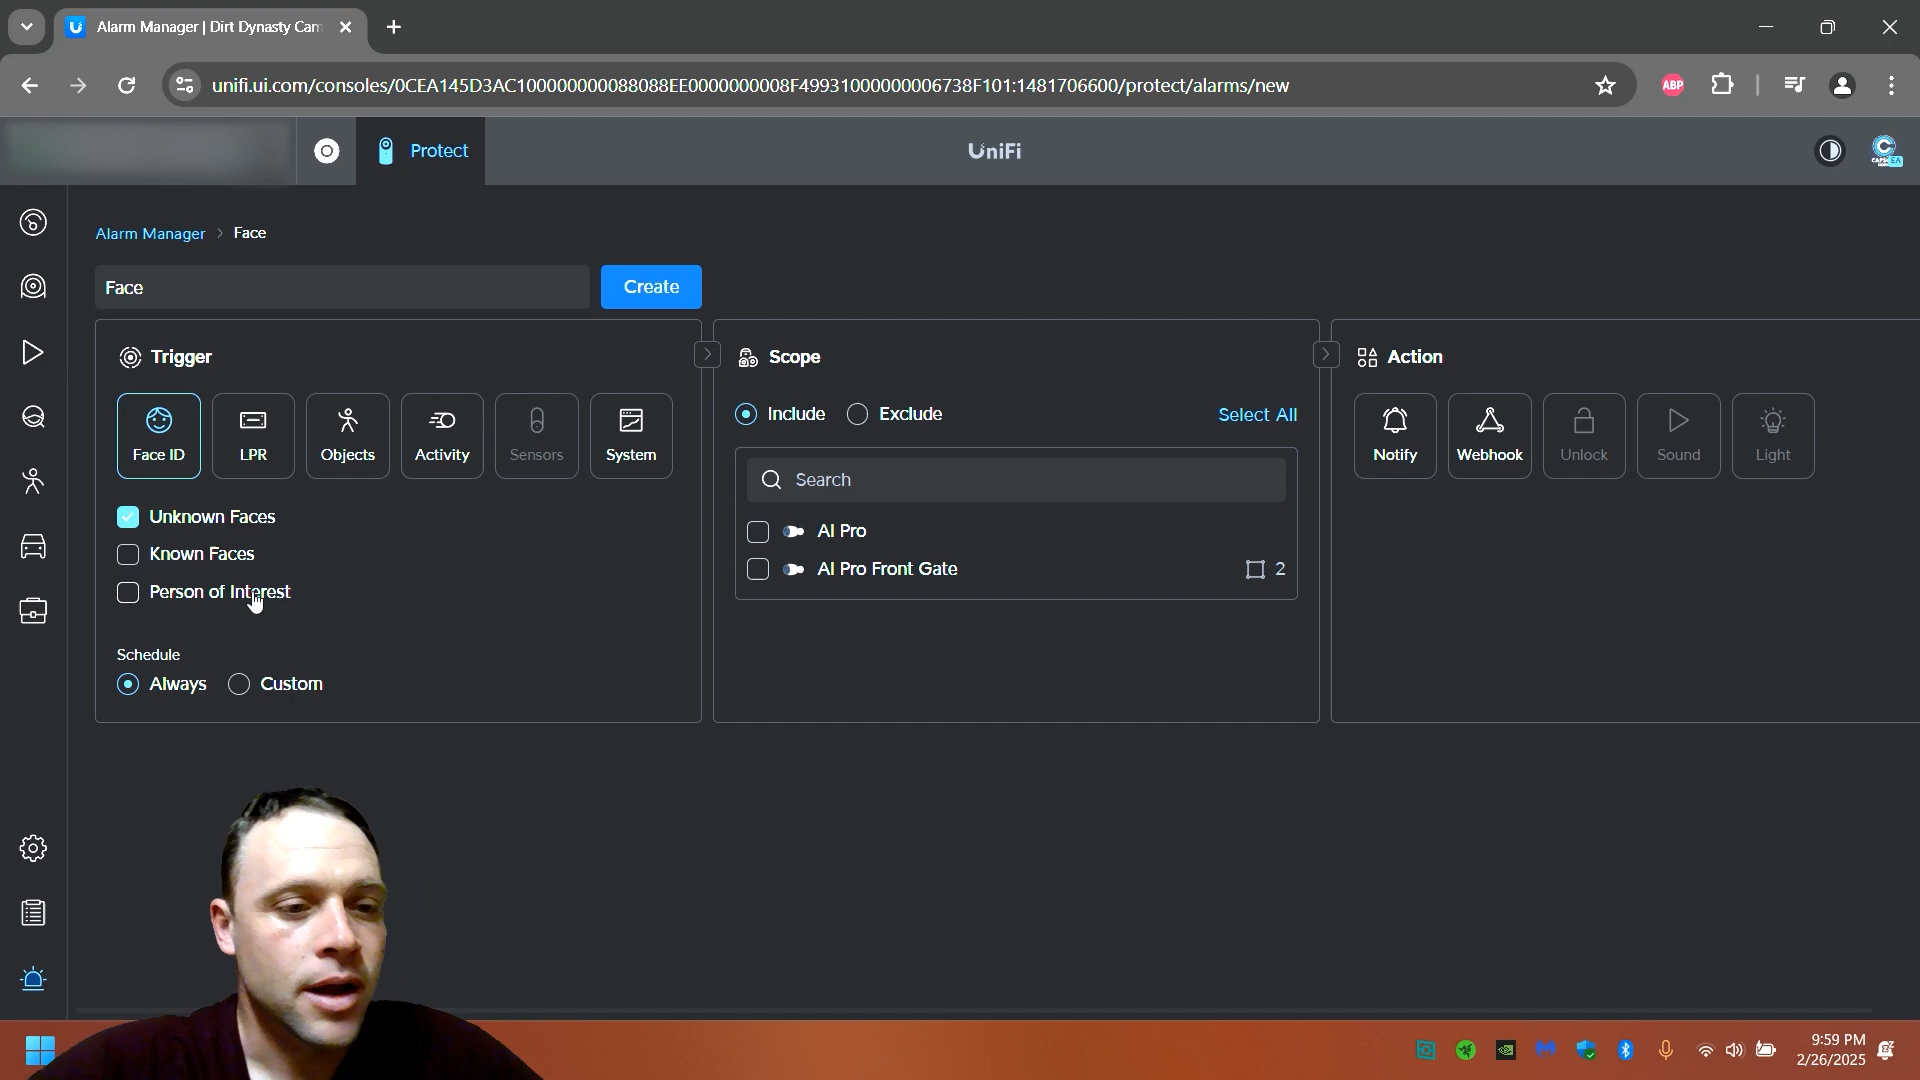 Alarm Manager | Dirt Dynasty Cam
unifi.ui.com/consoles/0CEA145D3AC100000000088088EE0000000008F49931000000006738F101:1481706600/protect/alarms/new
ABP
Protect
UniFi
EA
Alarm Manager > Face
Face
Create
Trigger
Face ID
LPR
Objects
Activity
Sensors
System
Unknown Faces
Known Faces
Person of Interest
Schedule
Always
Custom
Scope
Include
Exclude
Select All
Search
AI Pro
AI Pro Front Gate
2
Action
Notify
Webhook
Unlock
Sound
Light
9:59 PM
2/26/2025